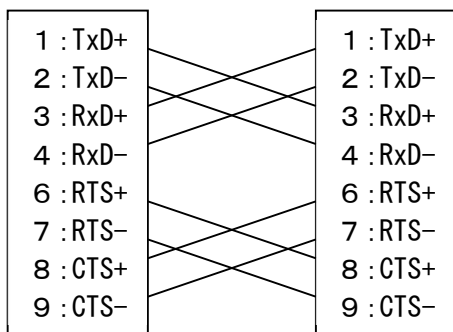 1 : TxD+
2 : TxD−
3 : RxD+
4 : RxD−
6 : RTS+
7 : RTS−
8 : CTS+
9 : CTS−
1 : TxD+
2 : TxD−
3 : RxD+
4 : RxD−
6 : RTS+
7 : RTS−
8 : CTS+
9 : CTS−